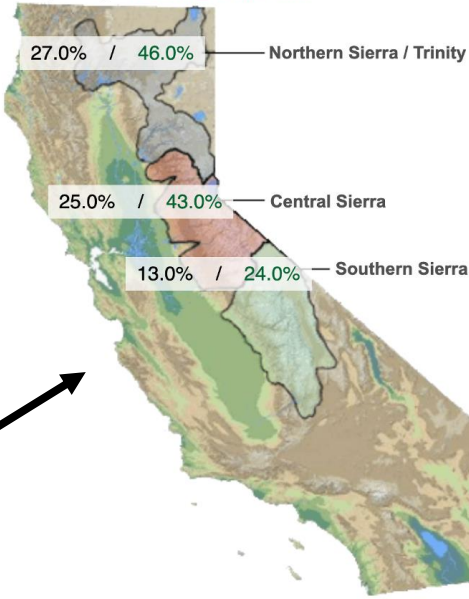 27.0% / 46.0% Northern Sierra / Trinity
25.0% / 43.0% Central Sierra
13.0% / 24.0% Southern Sierra